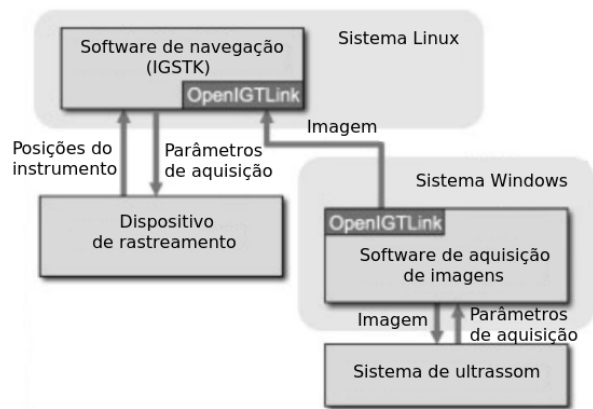 Sistema Linux
Software de navegação
(IGSTK)
OpenIGTLink
Imagem
Posições do
instrumento
Parâmetros
de aquisição
Sistema Windows
Dispositivo
de rastreamento
OpenIGTLink
Software de aquisição
de imagens
Imagem
Parâmetros
de aquisição
Sistema de ultrassom